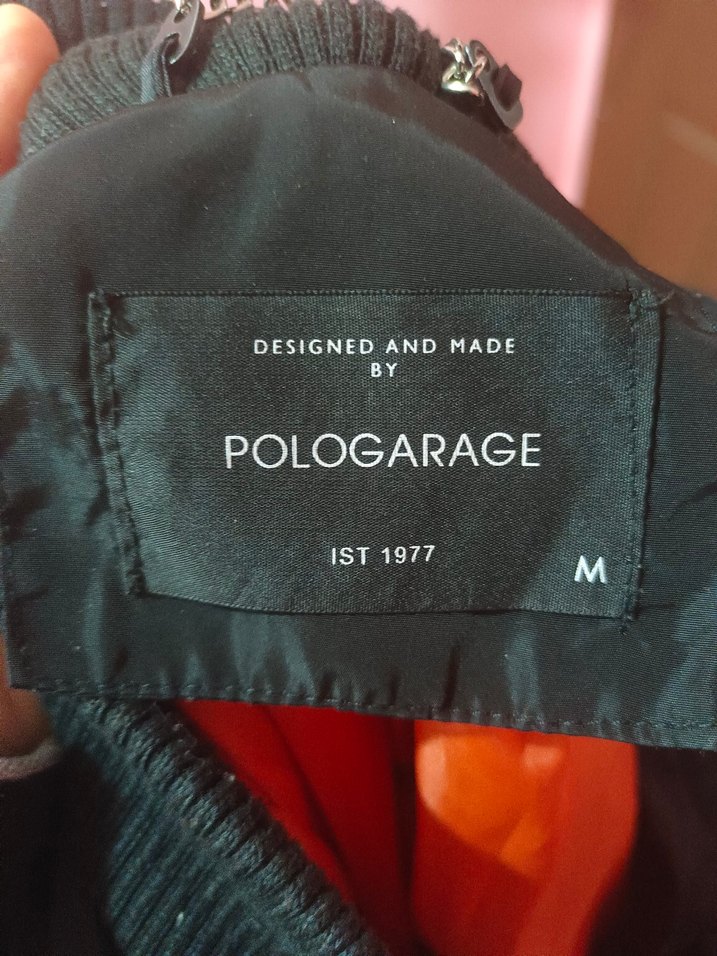 DESIGNED AND MADE
BY
POLOGARAGE
IST 1977
M